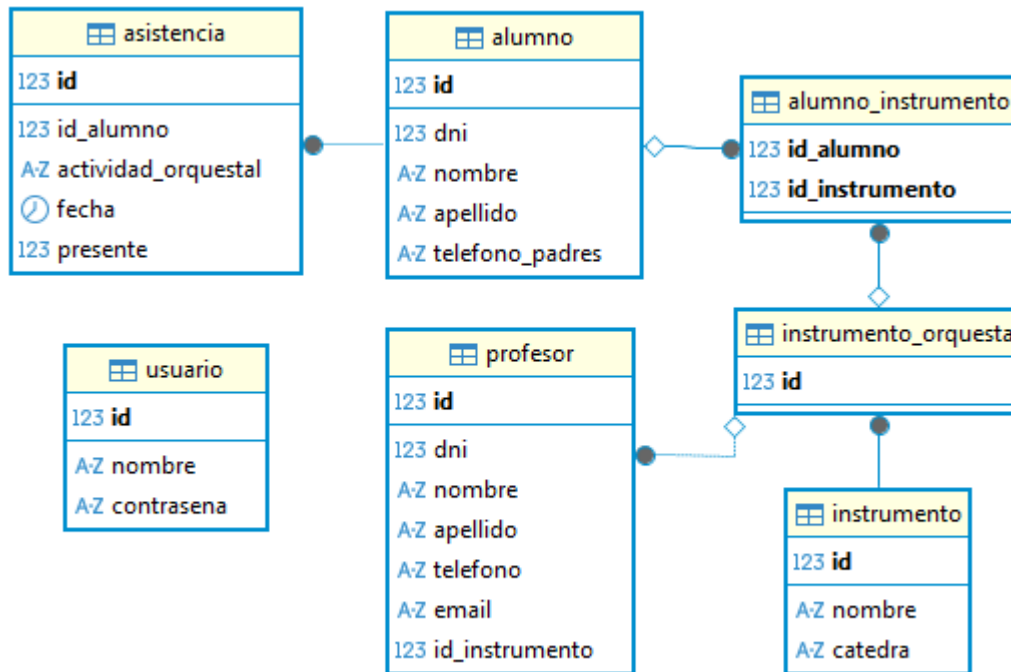 asistencia
123 id
123 id_alumno
A-Z actividad_orquestal
fecha
123 presente
alumno
123 id
123 dni
A-Z nombre
A-Z apellido
A-Z telefono_padres
alumno_instrumento
123 id_alumno
123 id_instrumento
usuario
123 id
A-Z nombre
A-Z contrasena
profesor
123 id
123 dni
A-Z nombre
A-Z apellido
A-Z telefono
A-Z email
123 id_instrumento
instrumento_orquesta
123 id
instrumento
123 id
A-Z nombre
A-Z catedra